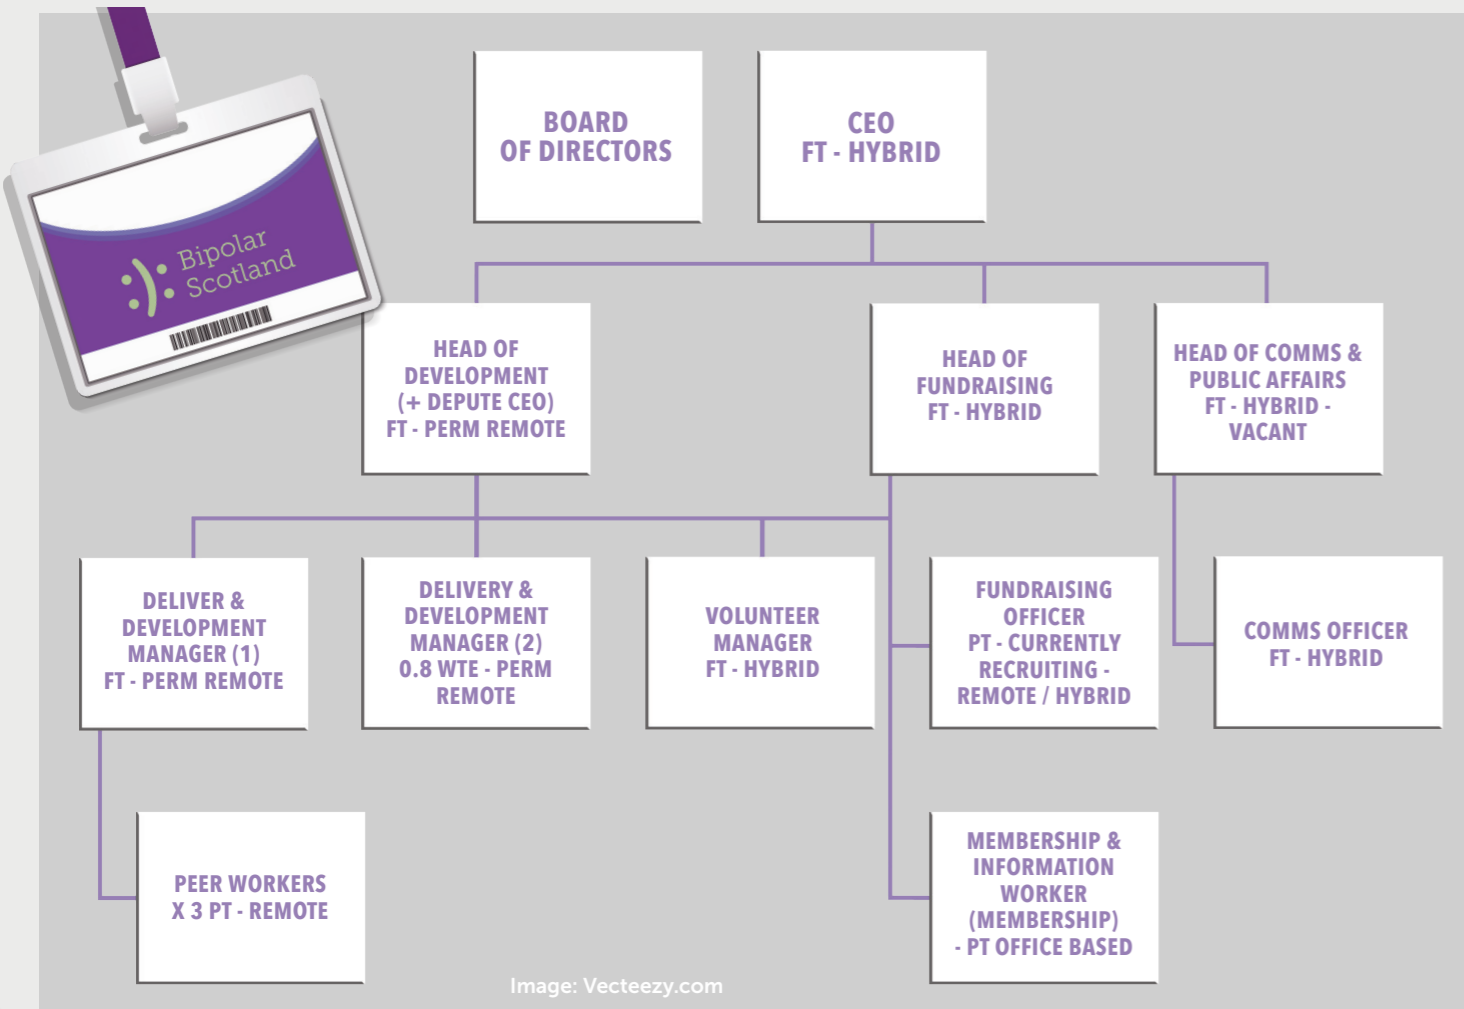 Bipolar
Scotland
BOARD
OF DIRECTORS
CEO
FT - HYBRID
HEAD OF
DEVELOPMENT
(+ DEPUTE CEO)
FT - PERM REMOTE
HEAD OF
FUNDRAISING
FT - HYBRID
HEAD OF COMMS &
PUBLIC AFFAIRS
FT - HYBRID -
VACANT
DELIVER &
DEVELOPMENT
MANAGER (1)
FT - PERM REMOTE
DELIVERY &
DEVELOPMENT
MANAGER (2)
0.8 WTE - PERM
REMOTE
VOLUNTEER
MANAGER
FT - HYBRID
FUNDRAISING
OFFICER
PT - CURRENTLY
RECRUITING -
REMOTE / HYBRID
COMMS OFFICER
FT - HYBRID
PEER WORKERS
X 3 PT - REMOTE
MEMBERSHIP &
INFORMATION
WORKER
(MEMBERSHIP)
- PT OFFICE BASED
Image: Vecteezy.com